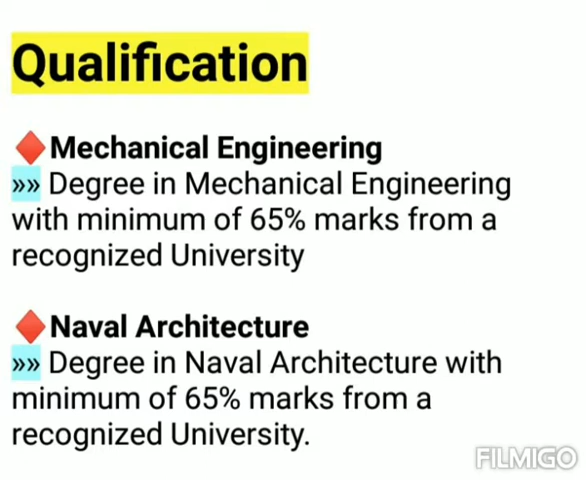 Qualification
♦Mechanical Engineering
»» Degree in Mechanical Engineering
with minimum of 65% marks from a
recognized University
♦Naval Architecture
»» Degree in Naval Architecture with
minimum of 65% marks from a
recognized University.
FILMIGO